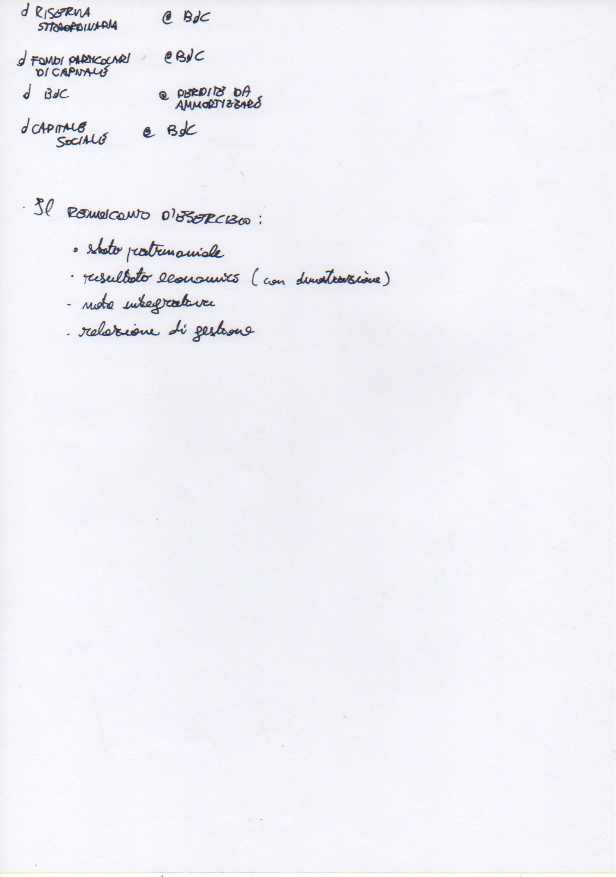 d RISERVA @ BdC
STRAORDINARIA
d FONDI PARTICOLARI @ BdC
DI CAPITALE
d BdC @ PERDITE DA
AMMORTIZZARE
d CAPITALE @ BdC
SOCIALE
· Il RENDICONTO D'ESERCIZIO :
• stato patrimoniale
· risultato economico (con dimostrazione)
- nota integrativa
- relazione di gestione